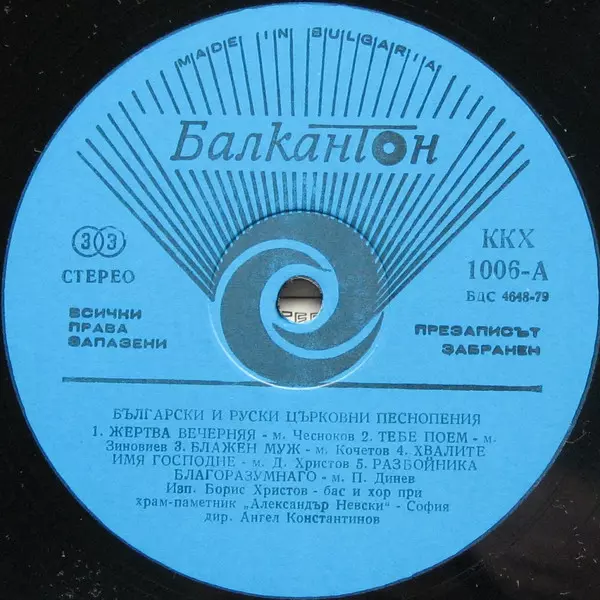 MADE IN BULGARIA
Балкантон
33
СТЕРЕО
ККХ
1006-А
БДС 4648-79
ВСИЧКИ
ПРАВА
ЗАПАЗЕНИ
ПРЕЗАПИСЪТ
ЗАБРАНЕН
БЪЛГАРСКИ И РУСКИ ЦЪРКОВНИ ПЕСНОПЕНИЯ
1. ЖЕРТВА ВЕЧЕРНЯЯ - м. Чесноков 2. ТЕБЕ ПОЕМ - м.
Зиновиев 3. БЛАЖЕН МУЖ - м. Кочетов 4. ХВАЛИТЕ
ИМЯ ГОСПОДНЕ - м. Д. Христов 5. РАЗБОЙНИКА
БЛАГОРАЗУМНАГО - м. П. Динев
Изп. Борис Христов - бас и хор при
храм-паметник „Александър Невски" - София
дир. Ангел Константинов